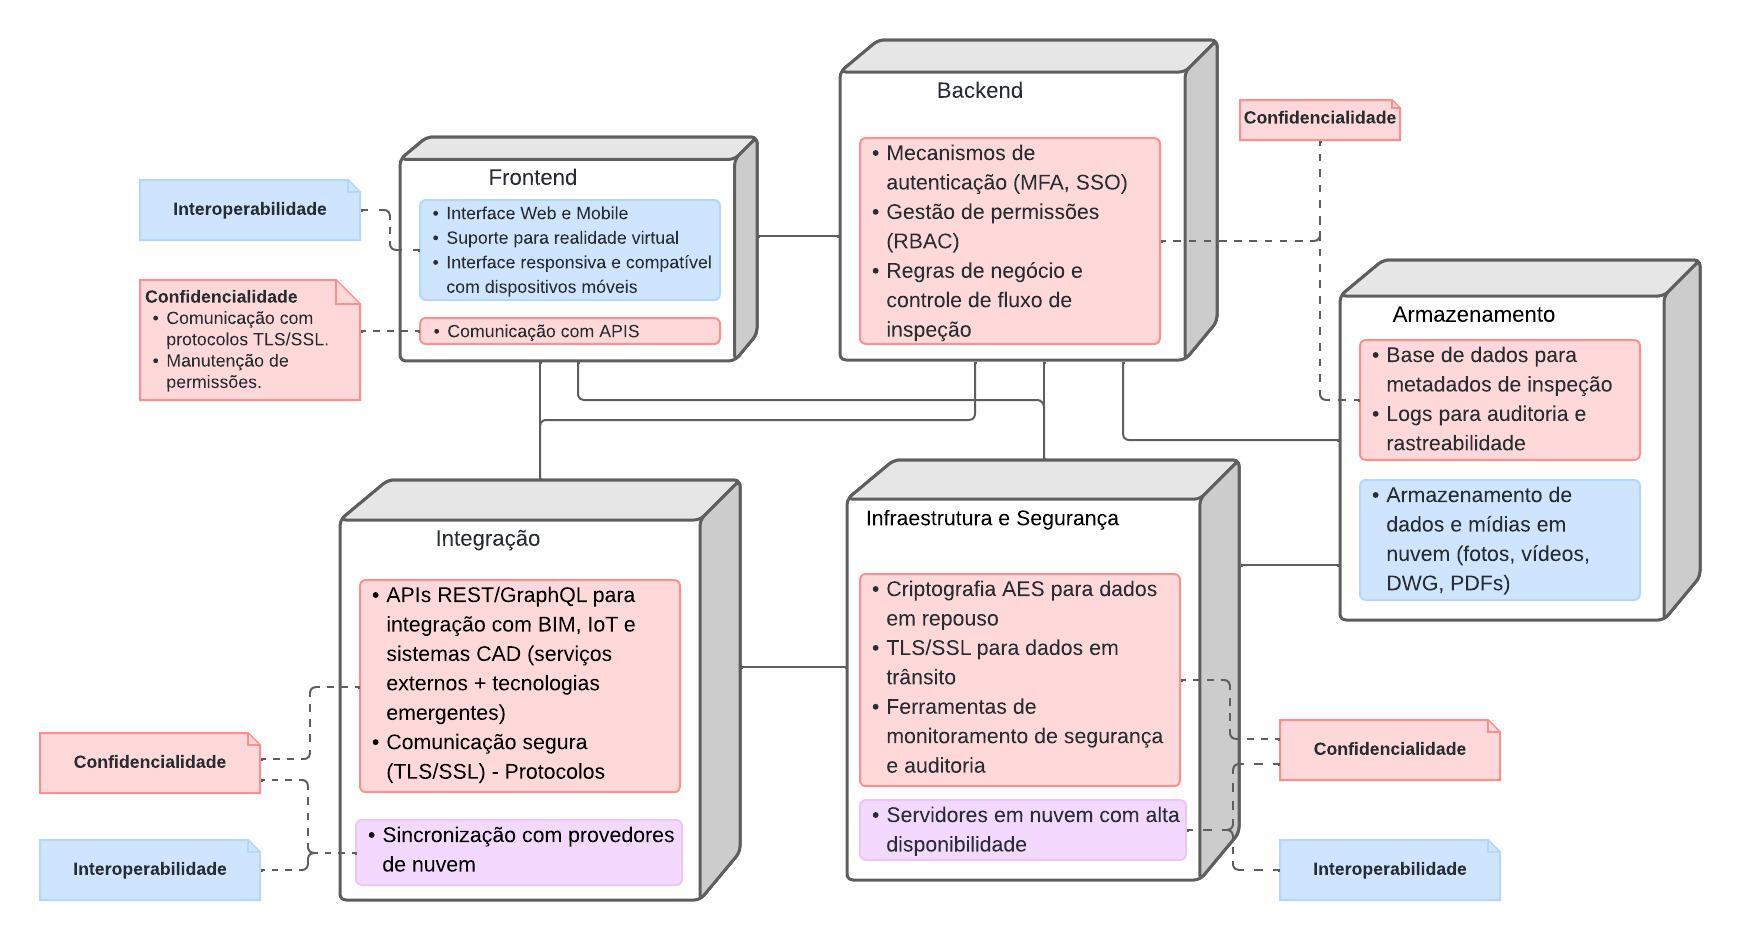 Backend
• Mecanismos de
autenticação (MFA, SSO)
• Gestão de permissões
(RBAC)
• Regras de negócio e
controle de fluxo de
inspeção
Confidencialidade
Frontend
• Interface Web e Mobile
• Suporte para realidade virtual
• Interface responsiva e compatível
com dispositivos móveis
• Comunicação com APIS
Interoperabilidade
Confidencialidade
• Comunicação com
protocolos TLS/SSL.
• Manutenção de
permissões.
Armazenamento
• Base de dados para
metadados de inspeção
• Logs para auditoria e
rastreabilidade
• Armazenamento de
dados e mídias em
nuvem (fotos, vídeos,
DWG, PDFs)
Integração
• APIs REST/GraphQL para
integração com BIM, IoT e
sistemas CAD (serviços
externos + tecnologias
emergentes)
• Comunicação segura
(TLS/SSL) - Protocolos
• Sincronização com provedores
de nuvem
Confidencialidade
Interoperabilidade
Infraestrutura e Segurança
• Criptografia AES para dados
em repouso
• TLS/SSL para dados em
trânsito
• Ferramentas de
monitoramento de segurança
e auditoria
• Servidores em nuvem com alta
disponibilidade
Confidencialidade
Interoperabilidade